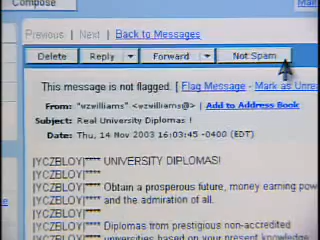 Compose
Mail
Previous | Next | Back to Messages
Delete Reply Forward Not Spam
This message is not flagged. [ Flag Message - Mark as Unrea
From: "wzwilliams" <wzwilliams@> | Add to Address Book
Subject: Real University Diplomas !
Date: Thu, 14 Nov 2003 16:03:45 -0400 (EDT)
|YCZBLOY|**** UNIVERSITY DIPLOMAS!
|YCZBLOY|****
|YCZBLOY|**** Obtain a prosperous future, money earning pow
|YCZBLOY|**** and the admiration of all.
|YCZBLOY|****
|YCZBLOY|**** Diplomas from prestigious non-accredited
|YCZBLOY|**** universities based on your present knowledge